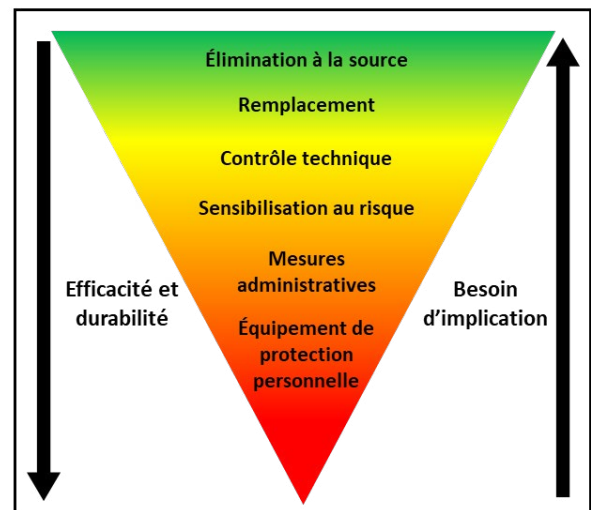 Élimination à la source
Remplacement
Contrôle technique
Sensibilisation au risque
Mesures
administratives
Équipement de
protection
personnelle
Efficacité et
durabilité
Besoin
d’implication